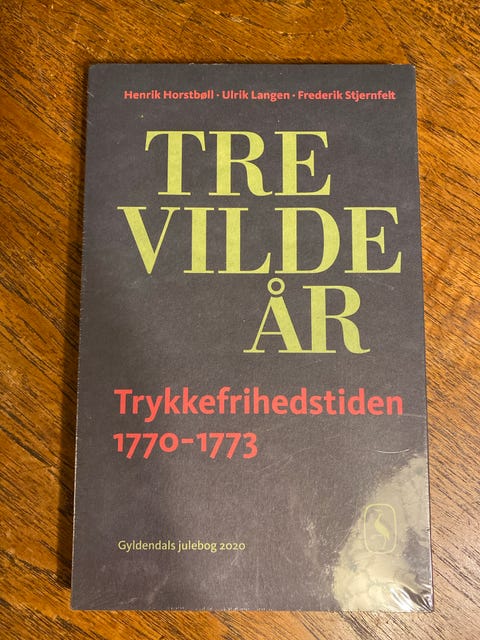 Henrik Horstbøll · Ulrik Langen · Frederik Stjernfelt
TRE
VILDE
ÅR
Trykkefrihedstiden
1770-1773
Gyldendals julebog 2020